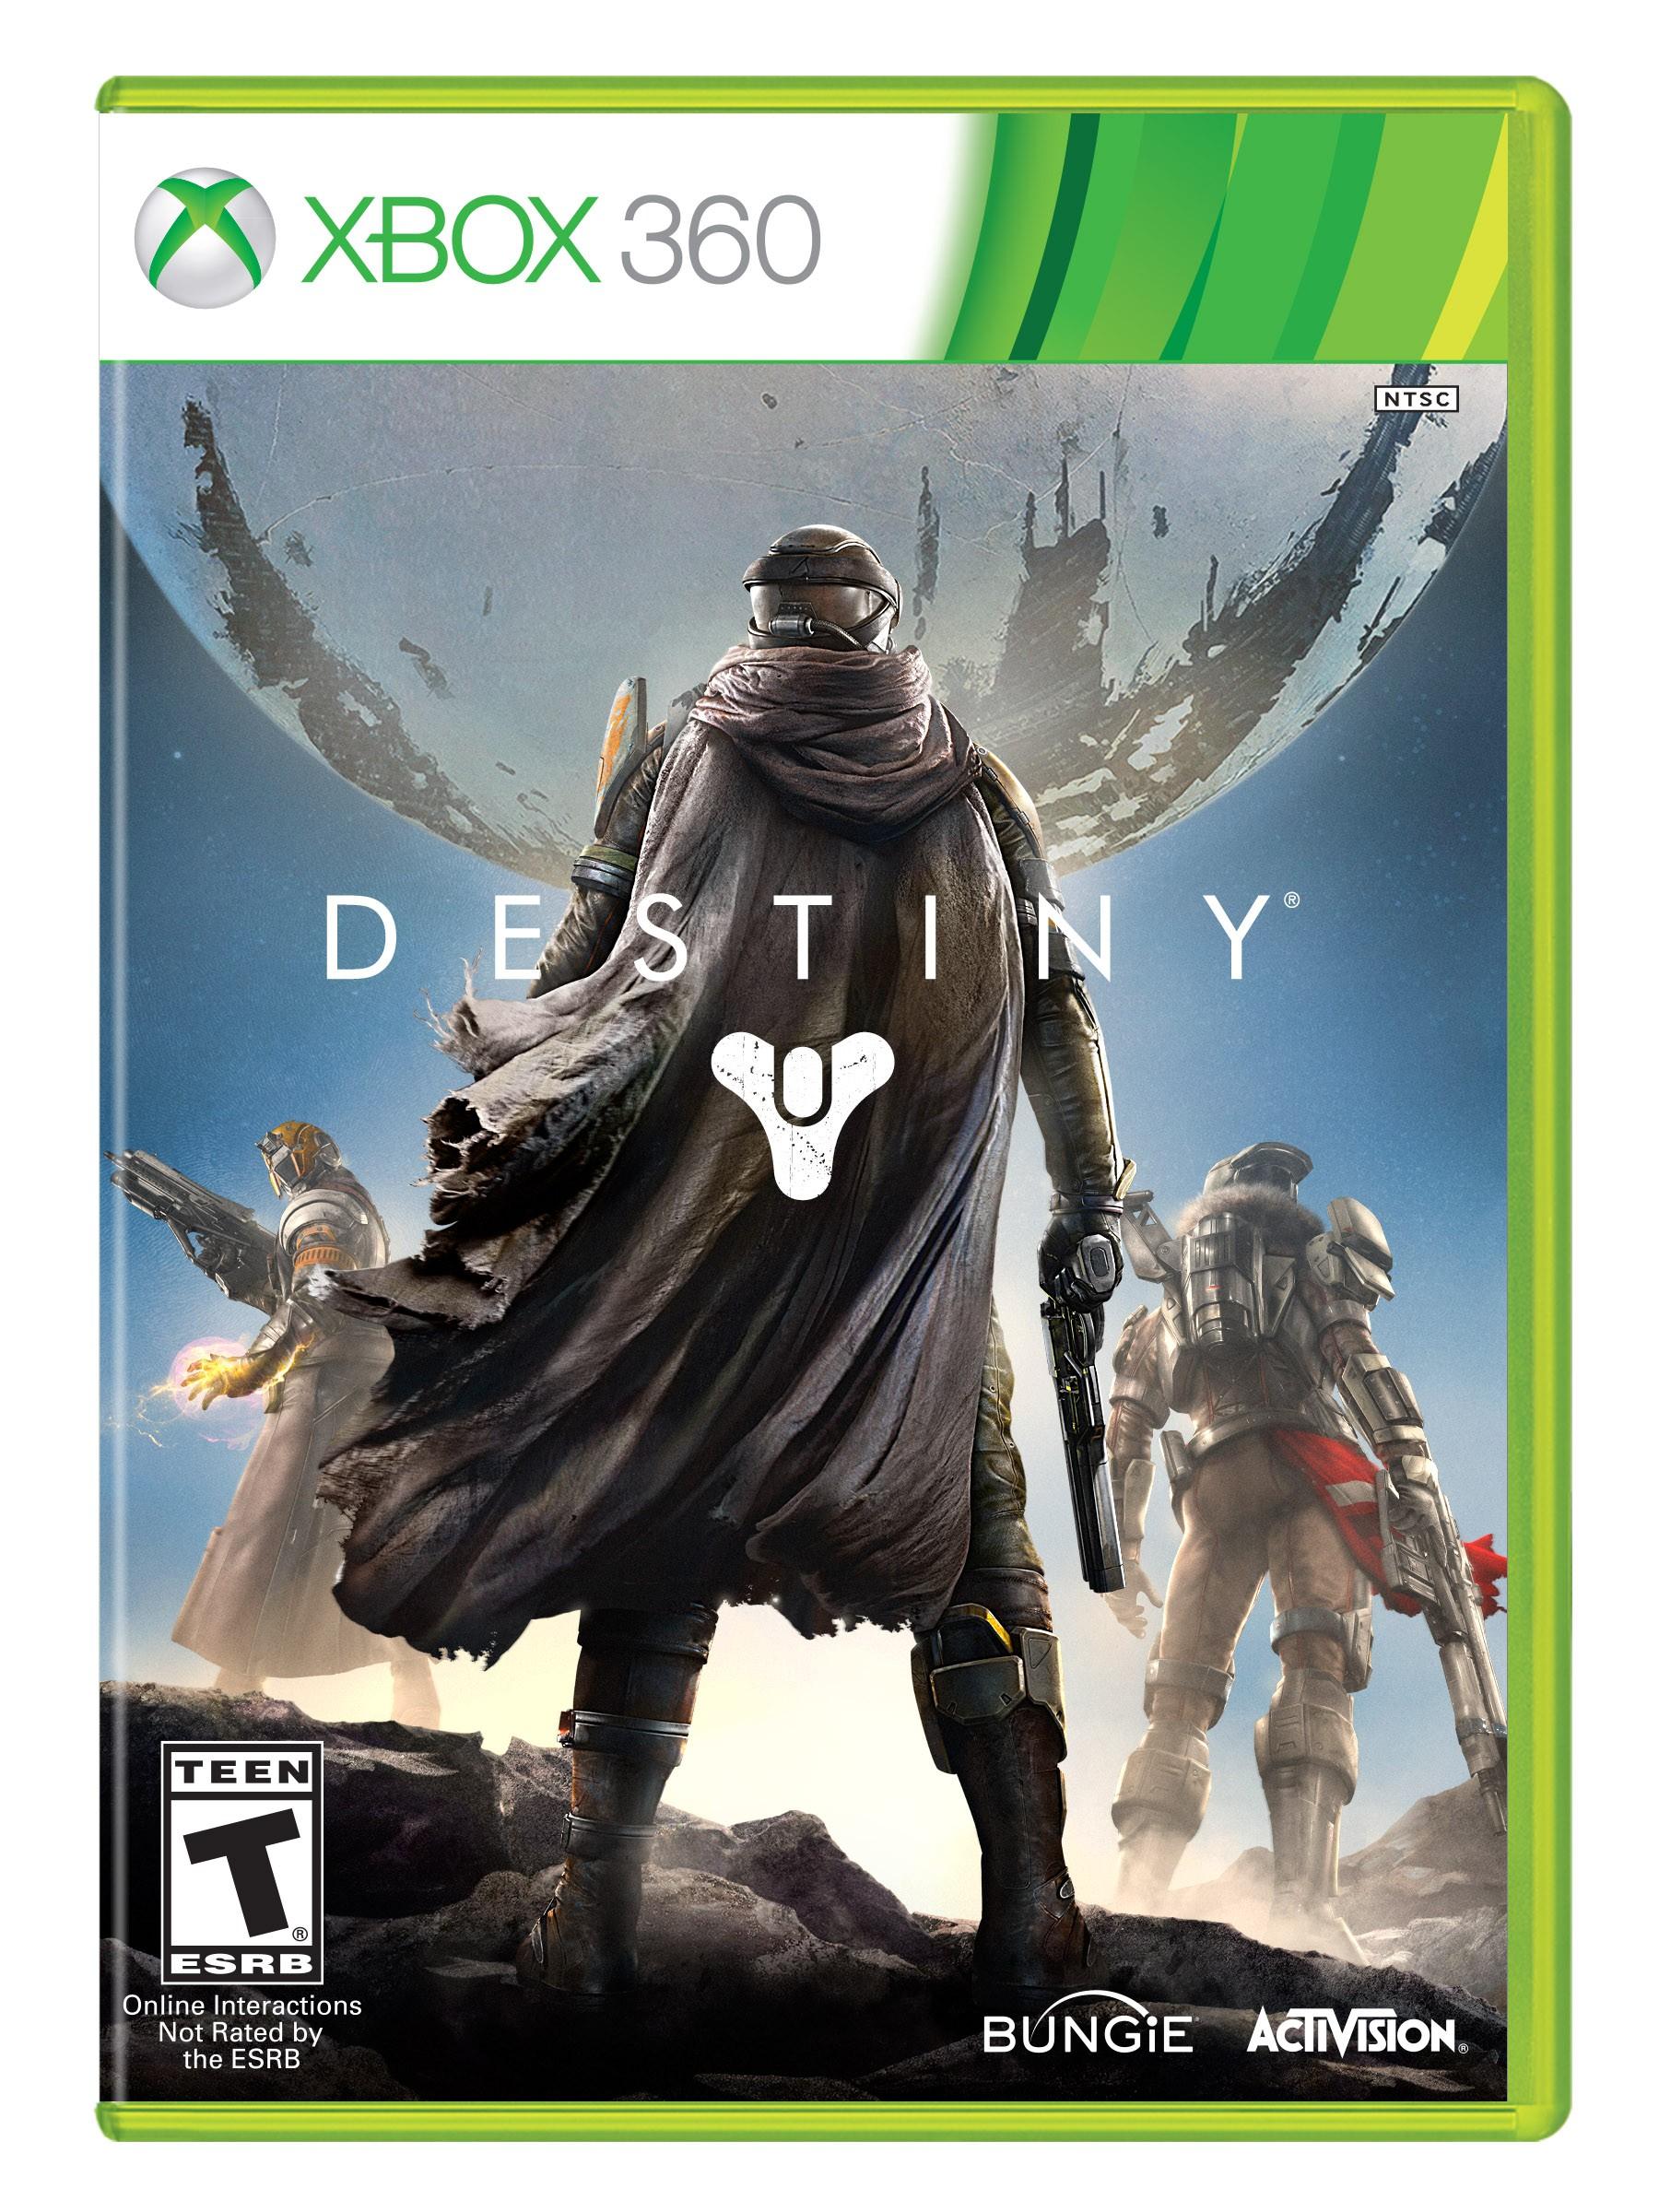 XBOX 360
NTSC
DESTINY®
TEEN
T®
ESRB
Online Interactions
Not Rated by
the ESRB
BUNGiE ACTIVISION®